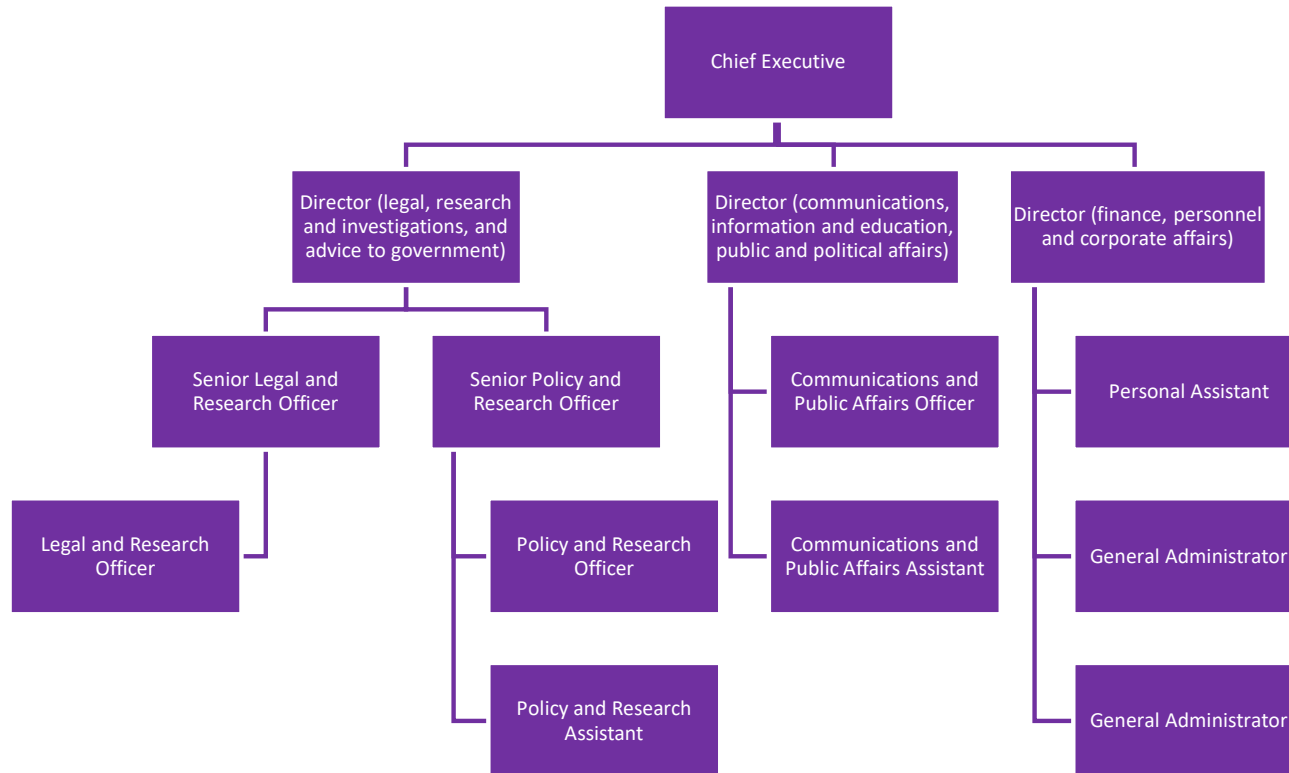 Chief Executive
Director (legal, research
and investigations, and
advice to government)
Director (communications,
information and education,
public and political affairs)
Director (finance, personnel
and corporate affairs)
Senior Legal and
Research Officer
Senior Policy and
Research Officer
Communications and
Public Affairs Officer
Personal Assistant
Legal and Research
Officer
Policy and Research
Officer
Communications and
Public Affairs Assistant
General Administrator
Policy and Research
Assistant
General Administrator